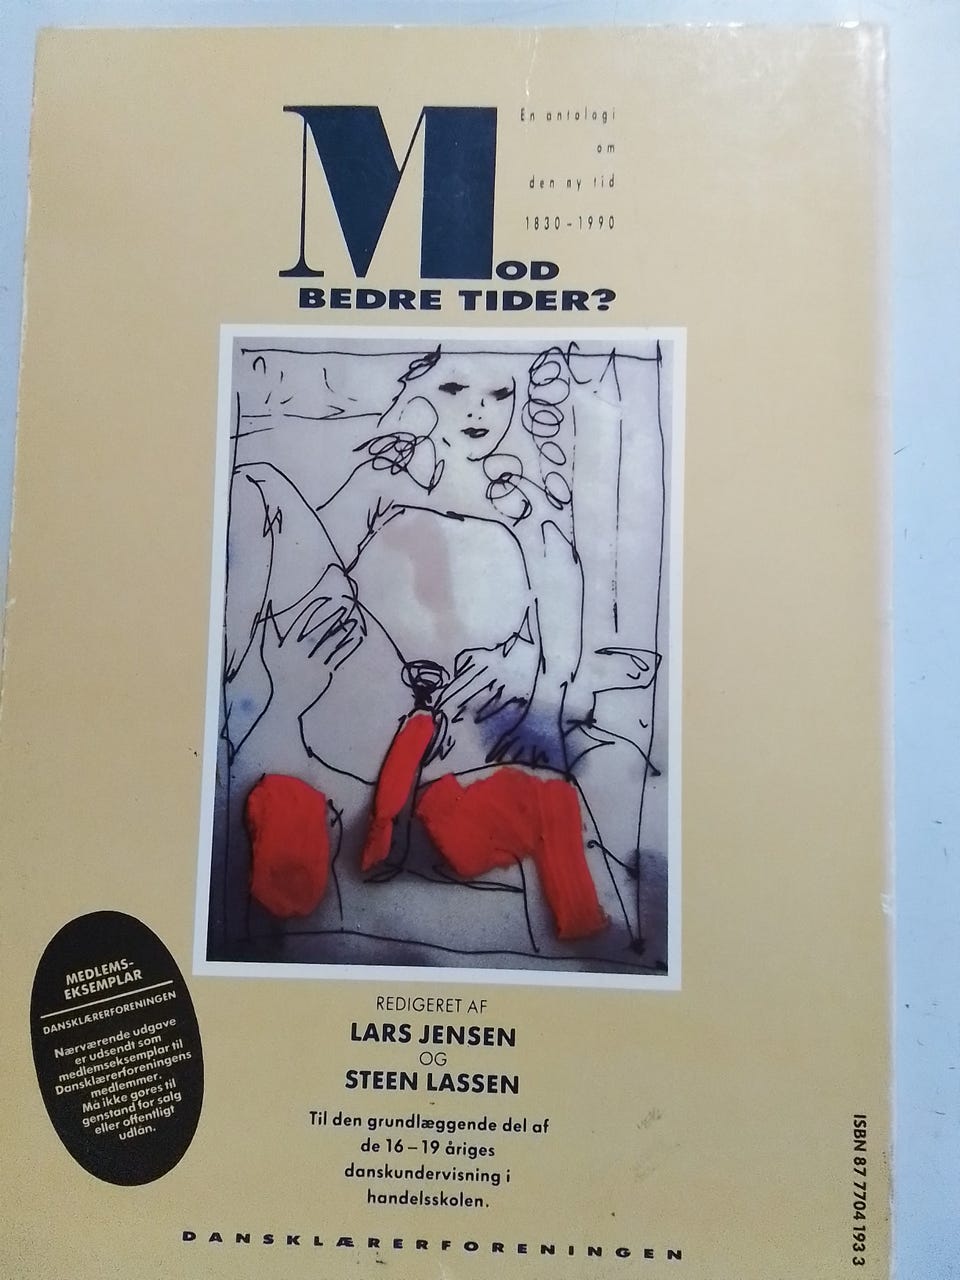 MOD
BEDRE TIDER?
En antologi
om
den ny tid
1830-1990
REDIGERET AF
LARS JENSEN
OG
STEEN LASSEN
Til den grundlæggende del af
de 16–19 åriges
danskundervisning i
handelsskolen.
DANSKLÆRERFORENINGEN
MEDLEMS-
EKSEMPLAR
DANSKLÆRERFORENINGEN
Nærværende udgave
er udsendt som
medlemseksemplar til
Dansklærerforeningens
medlemmer.
Må ikke gøres til
genstand for salg
eller offentligt
udlån.
ISBN 87 7704 193 3